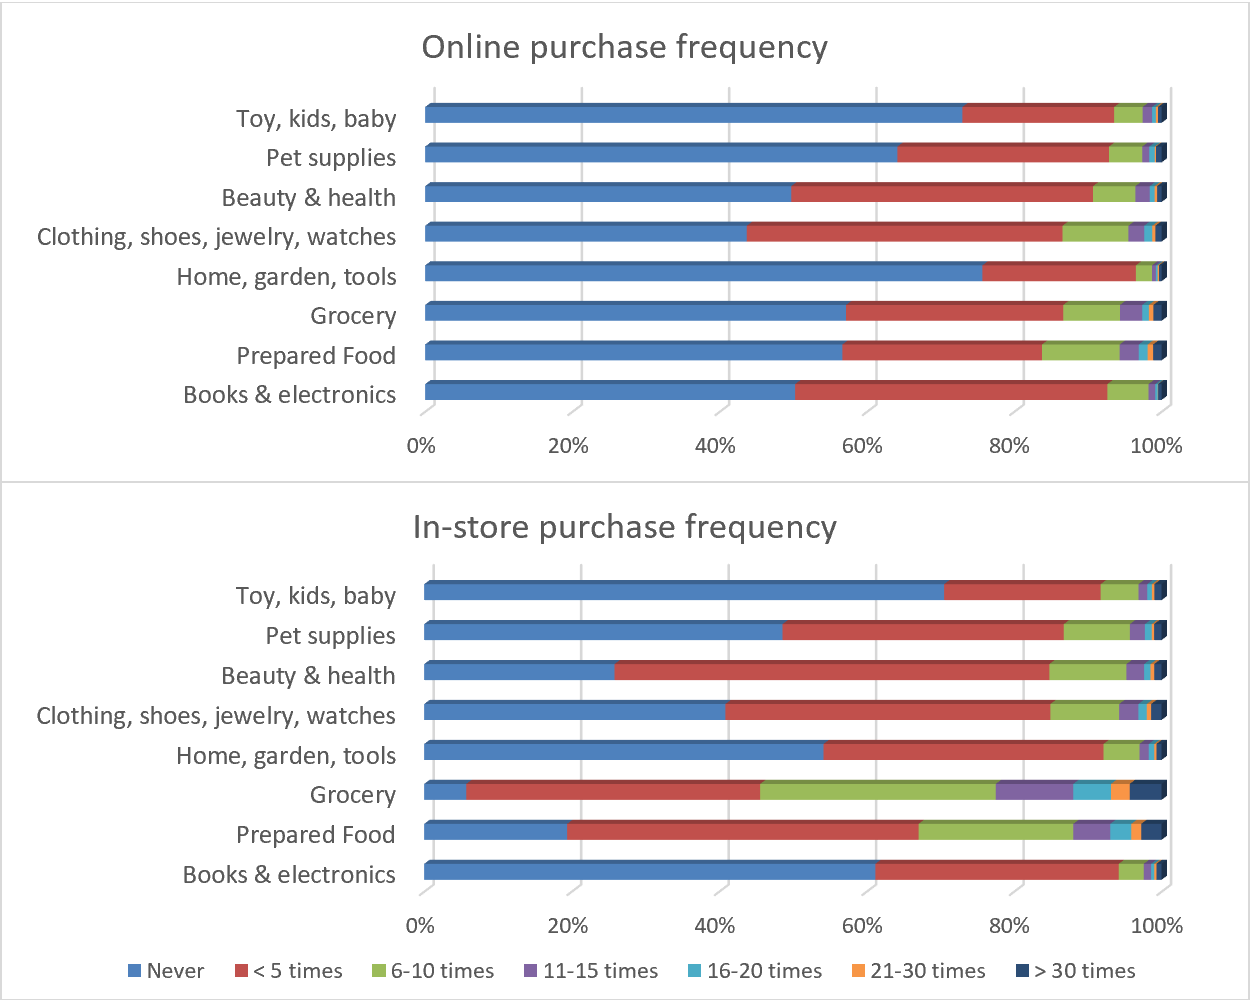 Online purchase frequency
Toy, kids, baby
Pet supplies
Beauty & health
Clothing, shoes, jewelry, watches
Home, garden, tools
Grocery
Prepared Food
Books & electronics
0% 20% 40% 60% 80% 100%
In-store purchase frequency
Toy, kids, baby
Pet supplies
Beauty & health
Clothing, shoes, jewelry, watches
Home, garden, tools
Grocery
Prepared Food
Books & electronics
0% 20% 40% 60% 80% 100%
Never < 5 times 6-10 times 11-15 times 16-20 times 21-30 times > 30 times